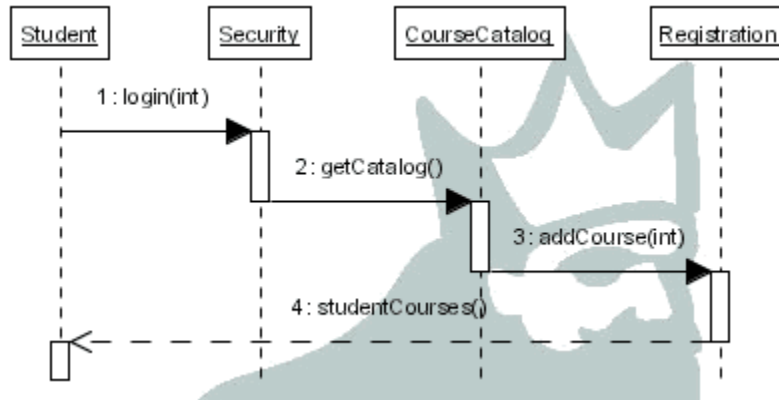 Student
Security
CourseCatalog
Registration
1: login(int)
2: getCatalog()
3: addCourse(int)
4: studentCourses()